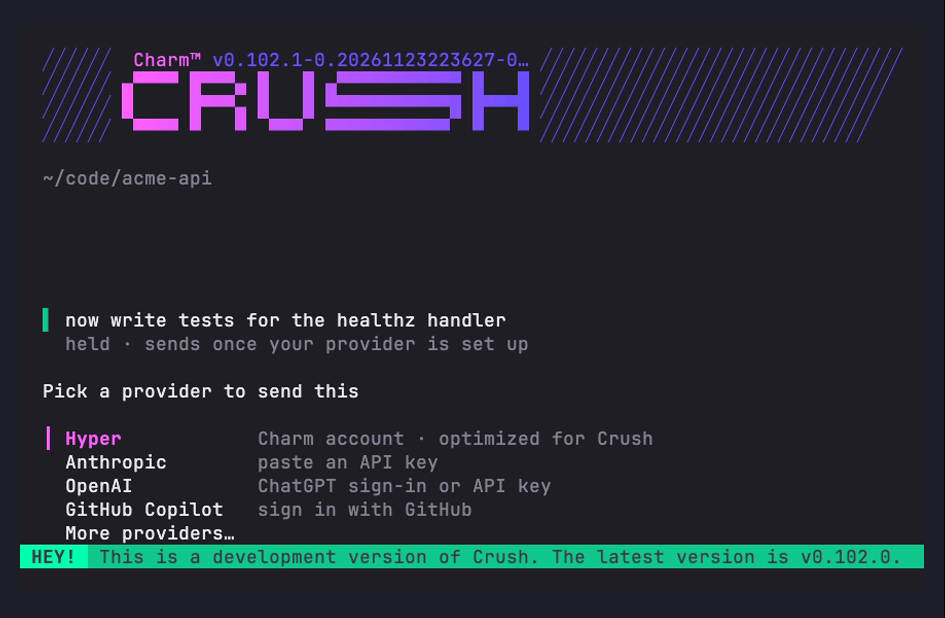 Charm™ v0.102.1-0.20261123223627-0…
CRUSH
~/code/acme-api
now write tests for the healthz handler
held · sends once your provider is set up
Pick a provider to send this
Hyper Charm account · optimized for Crush
Anthropic paste an API key
OpenAI ChatGPT sign-in or API key
GitHub Copilot sign in with GitHub
More providers…
HEY! This is a development version of Crush. The latest version is v0.102.0.